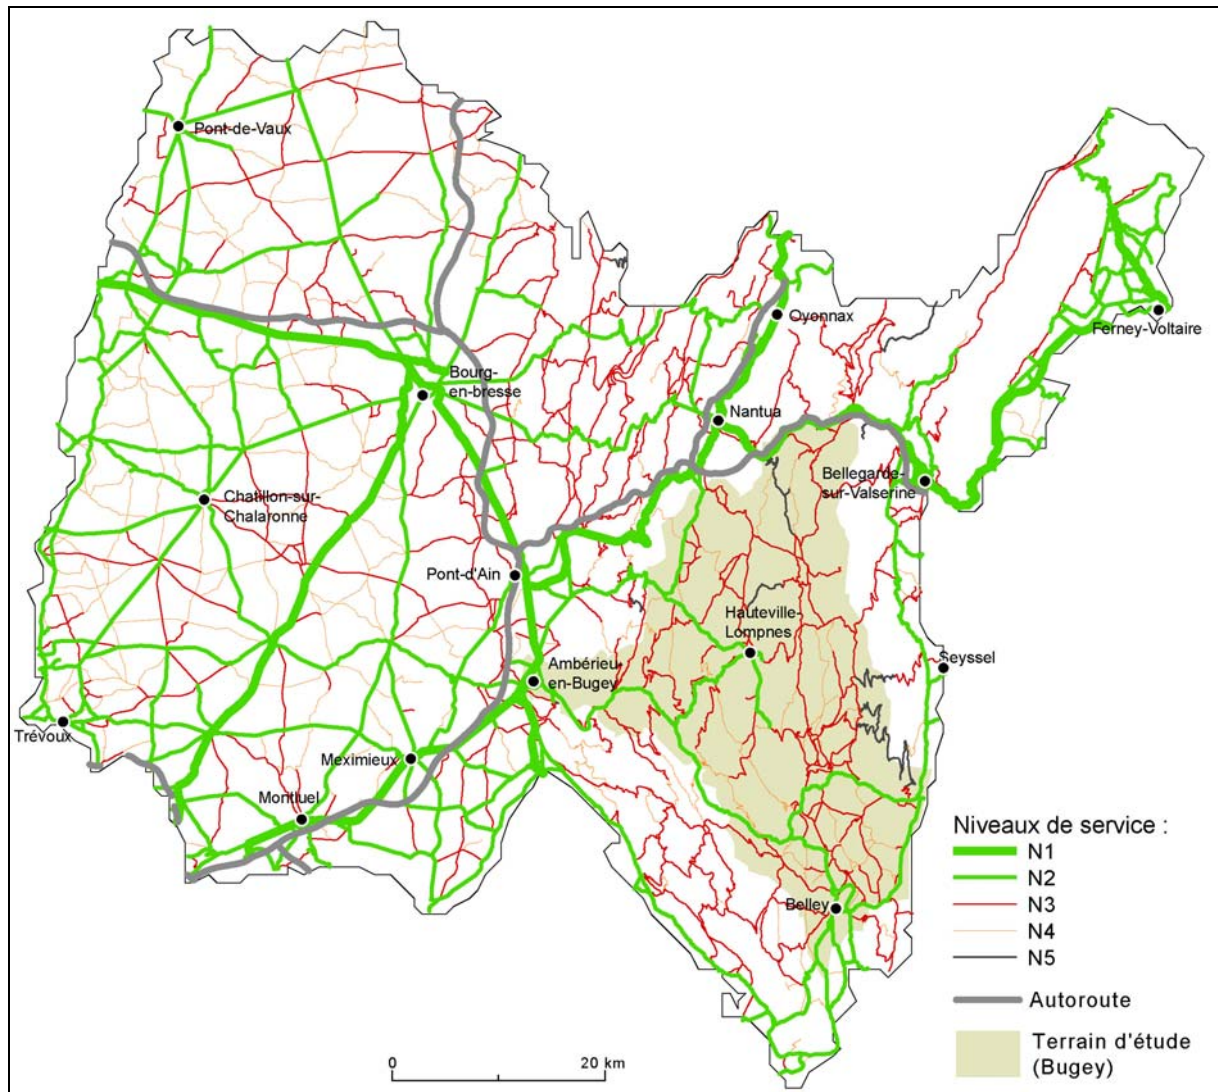 Pont-de-Vaux
Oyonnax
Ferney-Voltaire
Bourg-
en-bresse
Nantua
Bellegarde-
sur-Valserine
Chatillon-sur-
Chalaronne
Pont-d'Ain
Hauteville-
Lompnes
Seyssel
Ambérieu-
en-Bugey
Trévoux
Meximieux
Montluel
Belley
Niveaux de service :
N1
N2
N3
N4
N5
Autoroute
Terrain d'étude
(Bugey)
0 20 km